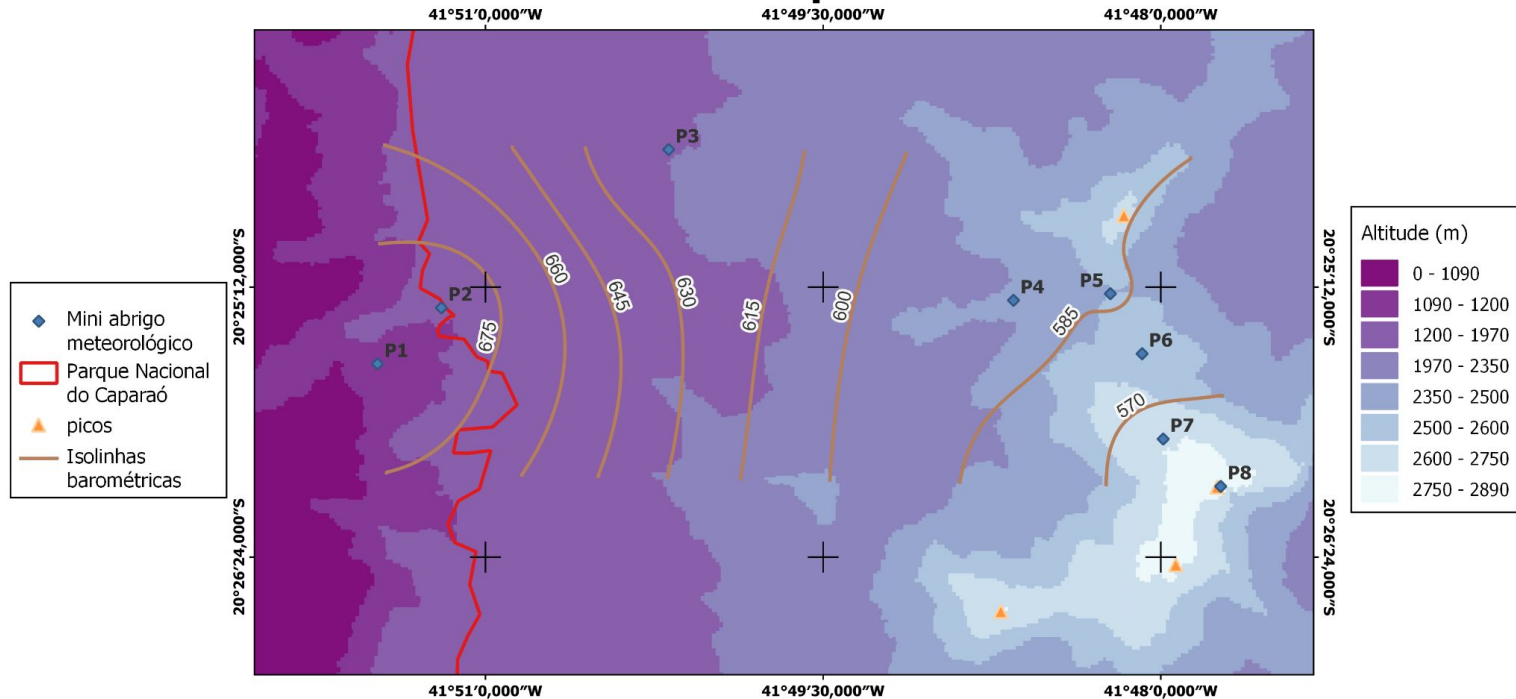 41°51'0,000"W
41°49'30,000"W
41°48'0,000"W
P3
20°25'12,000"S
20°25'12,000"S
660
645
630
615
600
P4
P5
585
P2
675
P1
P6
570
P7
P8
20°26'24,000"S
20°26'24,000"S
41°51'0,000"W
41°49'30,000"W
41°48'0,000"W
Mini abrigo
meteorológico
Parque Nacional
do Caparaó
picos
Isolinhas
barométricas
Altitude (m)
0 - 1090
1090 - 1200
1200 - 1970
1970 - 2350
2350 - 2500
2500 - 2600
2600 - 2750
2750 - 2890